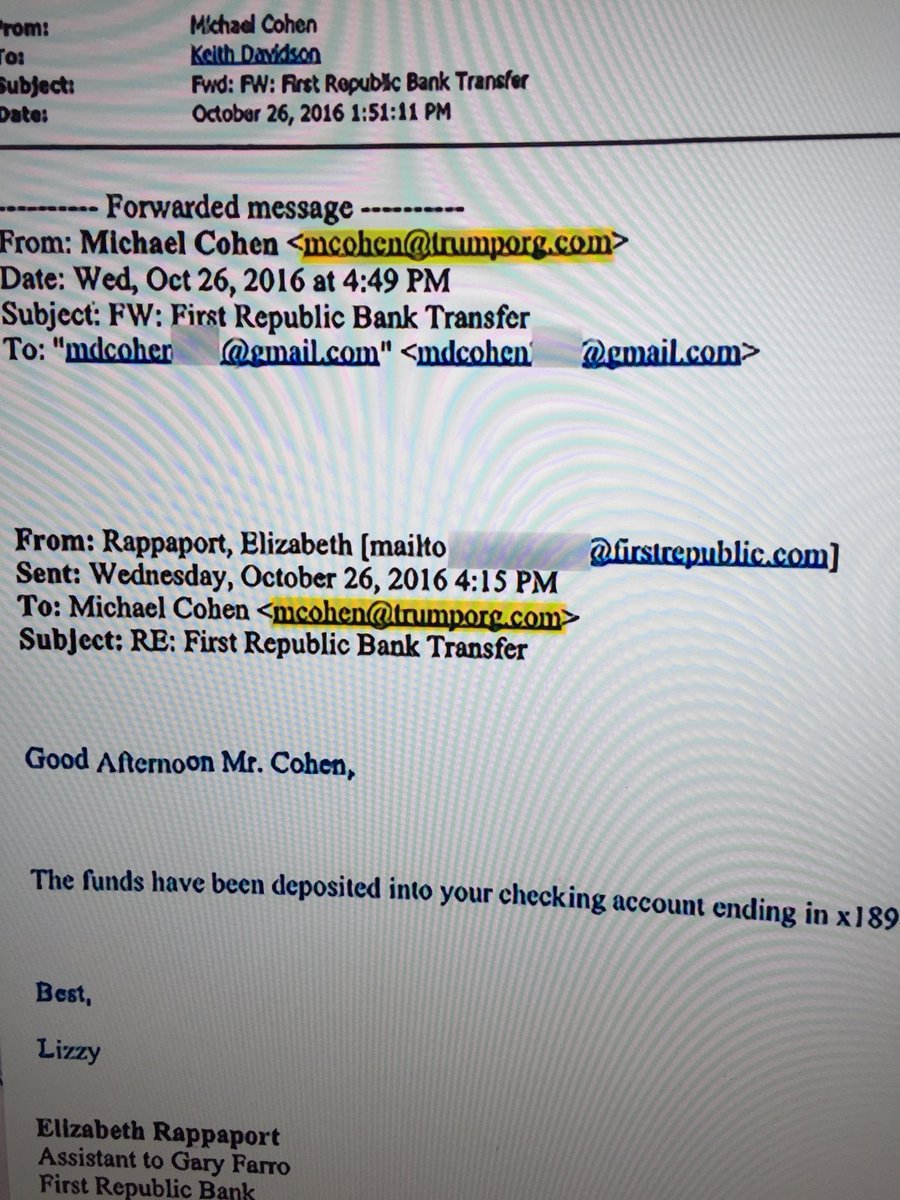 From: Michael Cohen
To: Keith Davidson
Subject: Fwd: FW: First Republic Bank Transfer
Date: October 26, 2016 1:51:11 PM
---------- Forwarded message ----------
From: Michael Cohen <mcohen@trumporg.com>
Date: Wed, Oct 26, 2016 at 4:49 PM
Subject: FW: First Republic Bank Transfer
To: "mdcohen @gmail.com" <mdcohen @gmail.com>
From: Rappaport, Elizabeth [mailto @firstrepublic.com]
Sent: Wednesday, October 26, 2016 4:15 PM
To: Michael Cohen <mcohen@trumporg.com>
Subject: RE: First Republic Bank Transfer
Good Afternoon Mr. Cohen,
The funds have been deposited into your checking account ending in x189
Best,
Lizzy
Elizabeth Rappaport
Assistant to Gary Farro
First Republic Bank